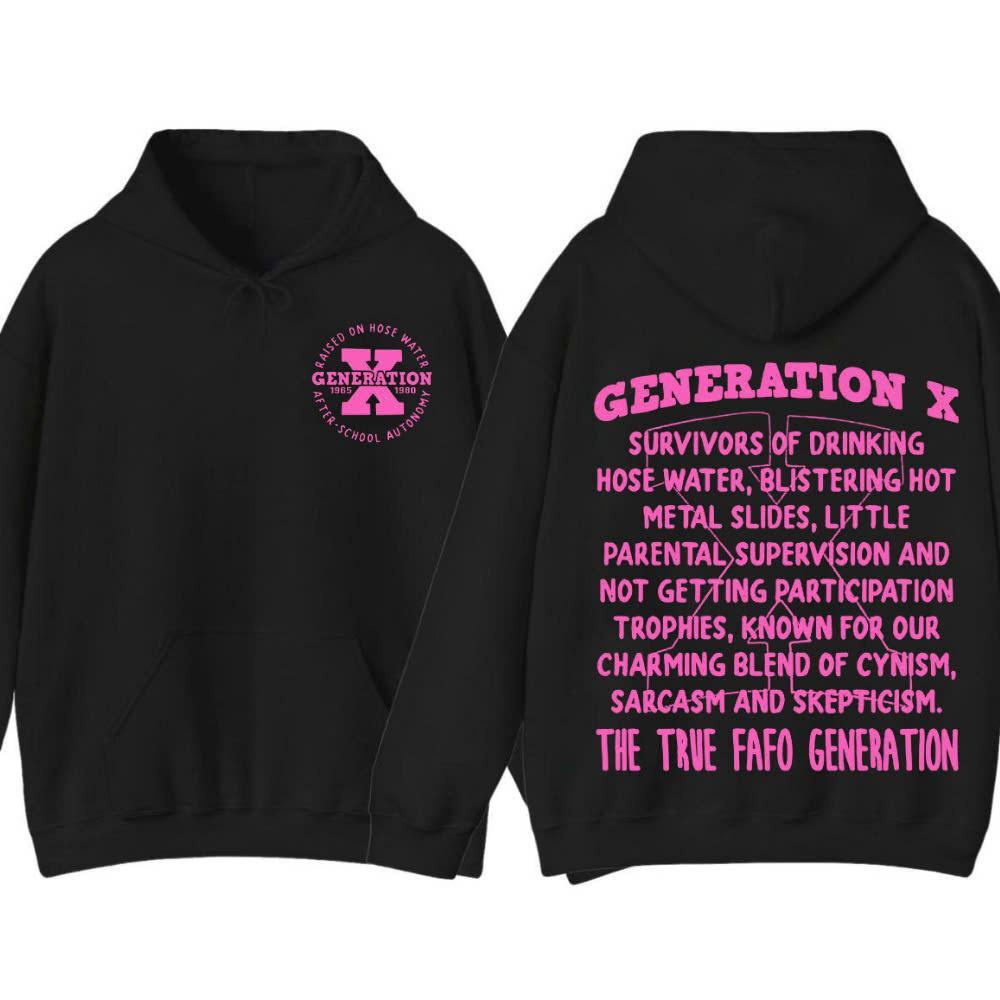 RAISED ON HOSE WATER
GENERATION
X
1965 1980
AFTER-SCHOOL AUTONOMY
GENERATION X
SURVIVORS OF DRINKING
HOSE WATER, BLISTERING HOT
METAL SLIDES, LITTLE
PARENTAL SUPERVISION AND
NOT GETTING PARTICIPATION
TROPHIES, KNOWN FOR OUR
CHARMING BLEND OF CYNISM,
SARCASM AND SKEPTICISM.
THE TRUE FAFO GENERATION